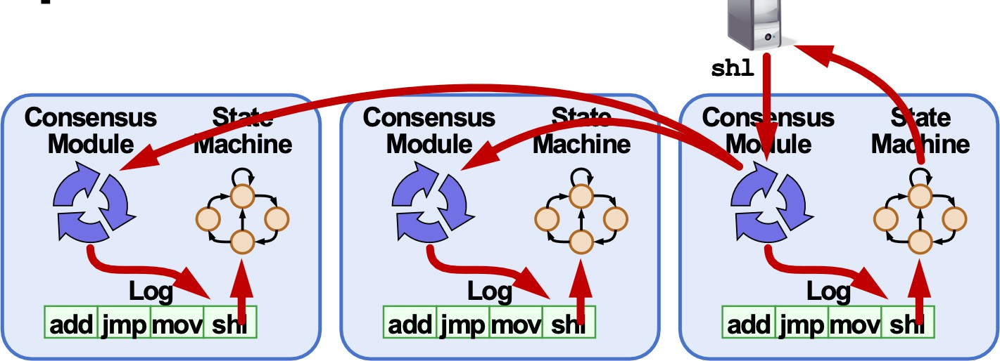 shl
Consensus
Module
State
Machine
Log
add jmp mov shl
Consensus
Module
State
Machine
Log
add jmp mov shl
Consensus
Module
State
Machine
Log
add jmp mov shl